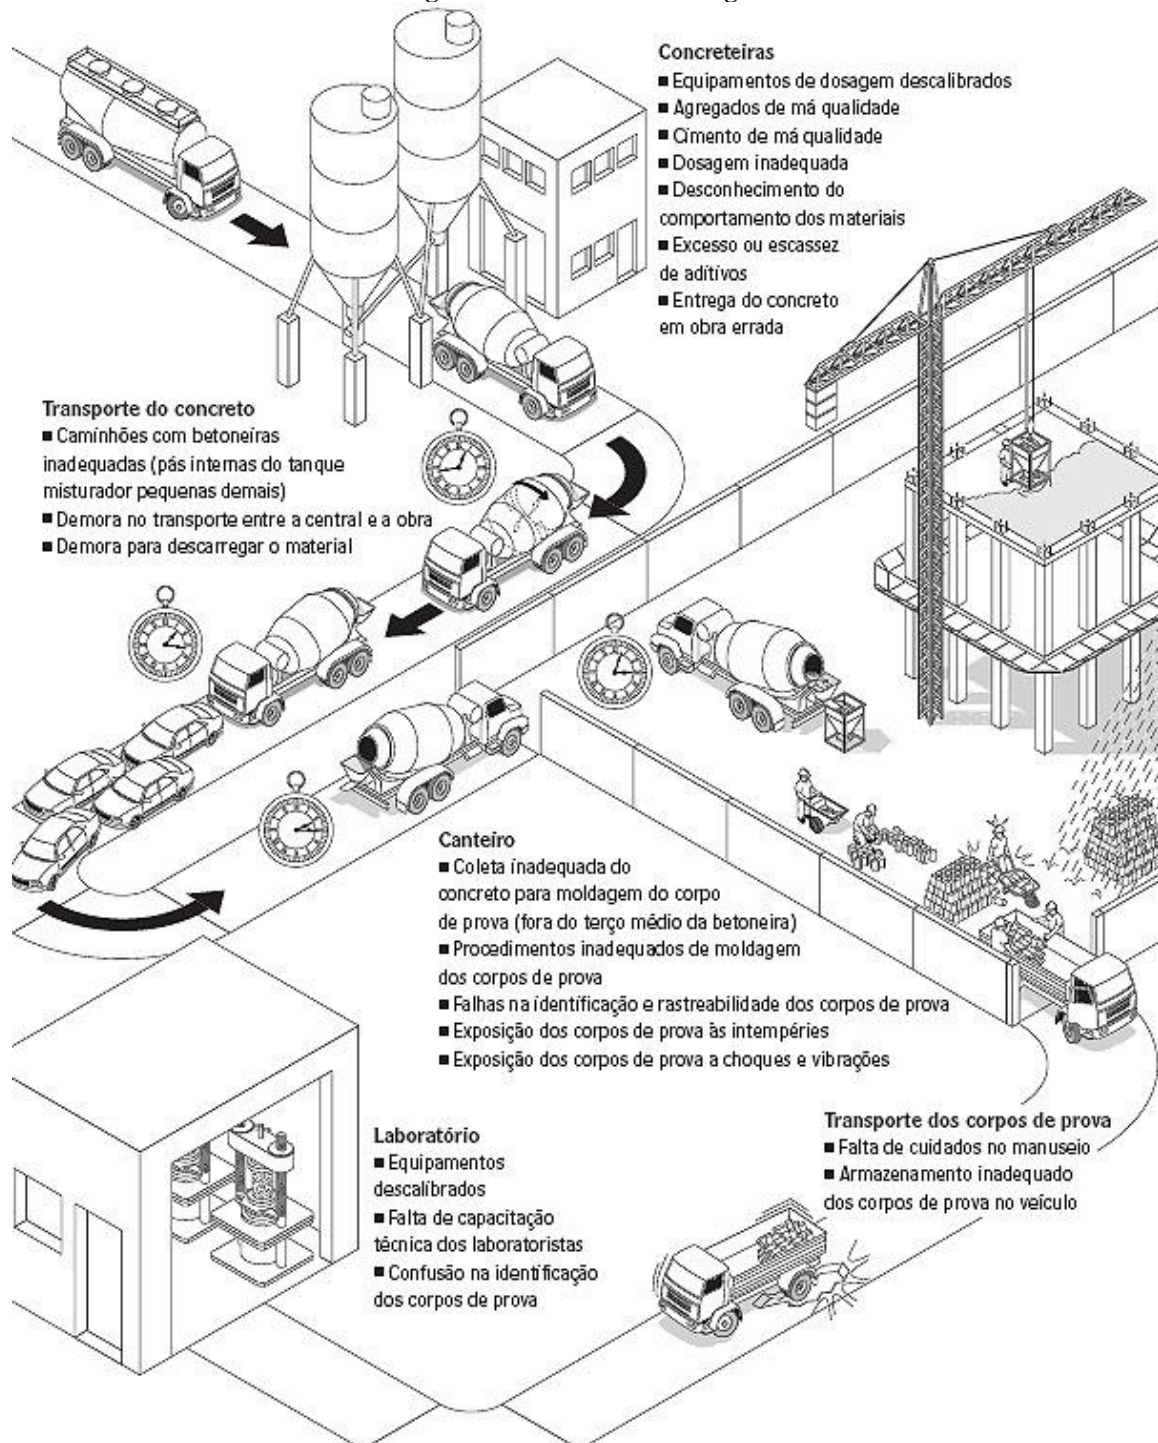 Concreteiras
■ Equipamentos de dosagem descalibrados
■ Agregados de má qualidade
■ Cimento de má qualidade
■ Dosagem inadequada
■ Desconhecimento do
comportamento dos materiais
■ Excesso ou escassez
de aditivos
■ Entrega do concreto
em obra errada
Transporte do concreto
■ Caminhões com betoneiras
inadequadas (pás internas do tanque
misturador pequenas demais)
■ Demora no transporte entre a central e a obra
■ Demora para descarregar o material
Canteiro
■ Coleta inadequada do
concreto para moldagem do corpo
de prova (fora do terço médio da betoneira)
■ Procedimentos inadequados de moldagem
dos corpos de prova
■ Falhas na identificação e rastreabilidade dos corpos de prova
■ Exposição dos corpos de prova às intempéries
■ Exposição dos corpos de prova a choques e vibrações
Transporte dos corpos de prova
■ Falta de cuidados no manuseio
■ Armazenamento inadequado
dos corpos de prova no veículo
Laboratório
■ Equipamentos
descalibrados
■ Falta de capacitação
técnica dos laboratoristas
■ Confusão na identificação
dos corpos de prova